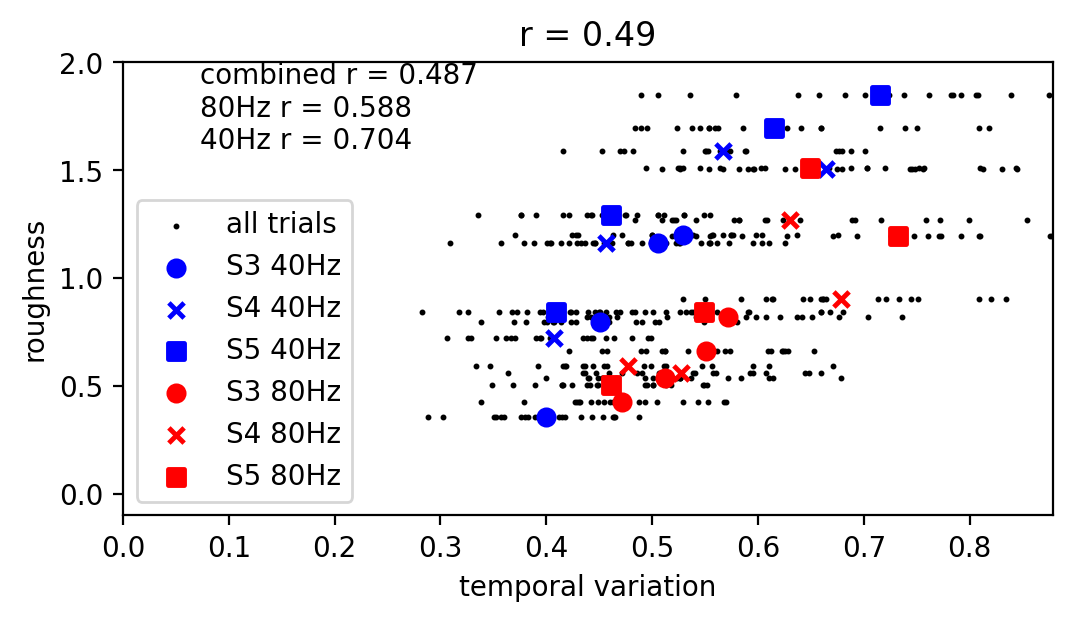 r = 0.49
combined r = 0.487
80Hz r = 0.588
40Hz r = 0.704
all trials
S3 40Hz
S4 40Hz
S5 40Hz
S3 80Hz
S4 80Hz
S5 80Hz
2.0
1.5
1.0
0.5
0.0
roughness
0.0 0.1 0.2 0.3 0.4 0.5 0.6 0.7 0.8
temporal variation